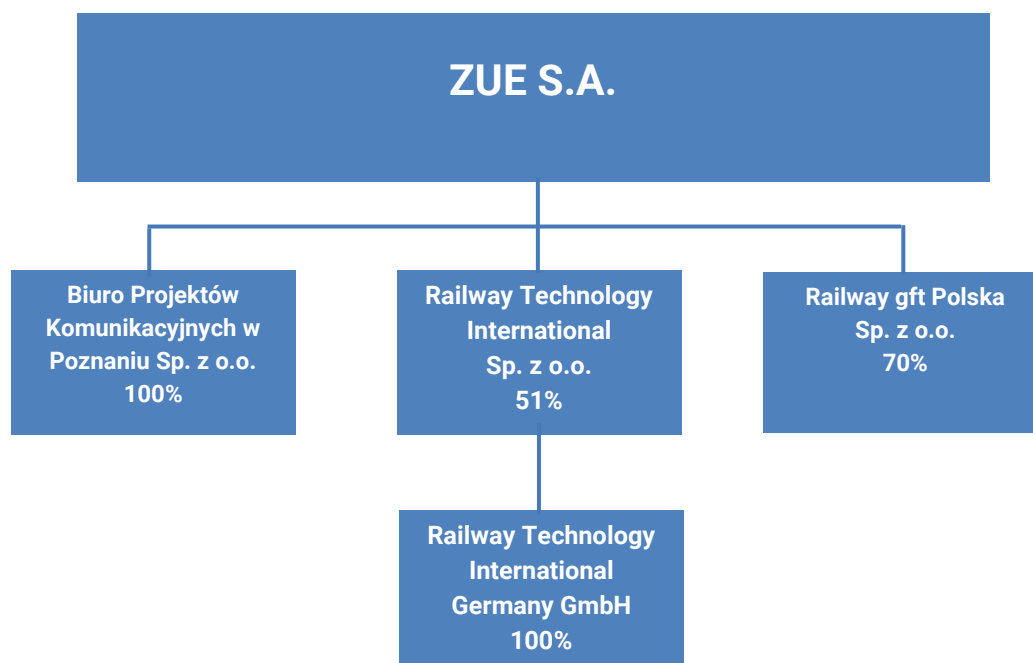 ZUE S.A.
Biuro Projektów
Komunikacyjnych w
Poznaniu Sp. z o.o.
100%
Railway Technology
International
Sp. z o.o.
51%
Railway gft Polska
Sp. z o.o.
70%
Railway Technology
International
Germany GmbH
100%